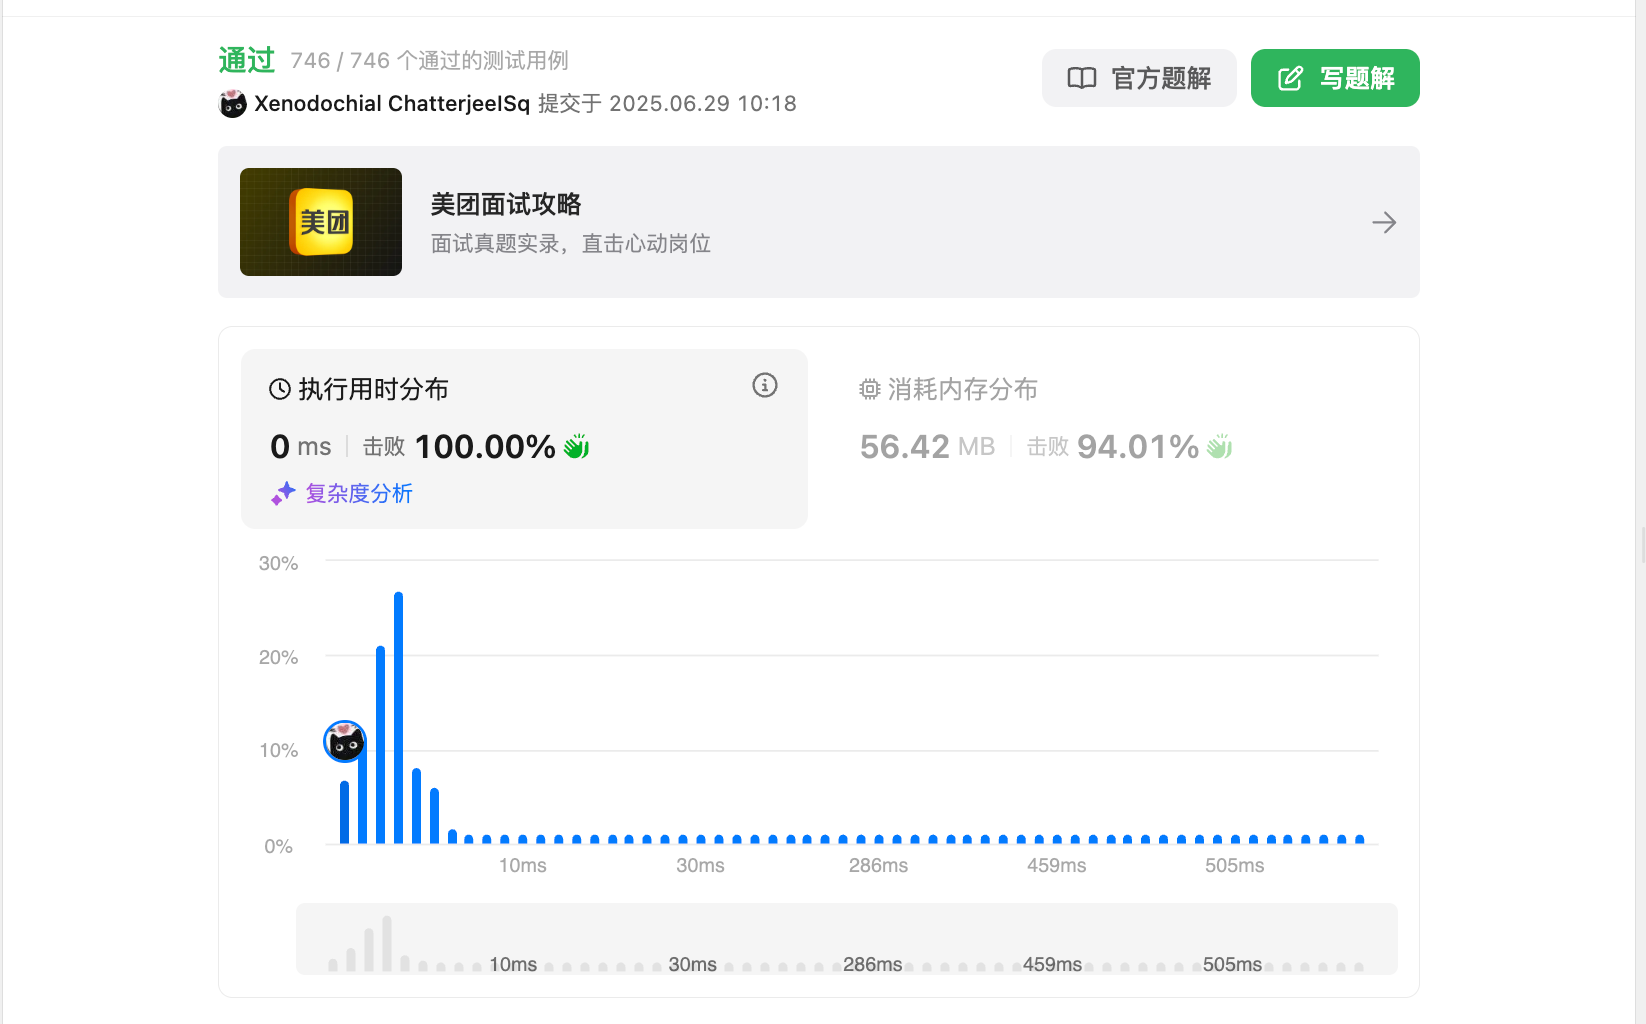 通过 746 / 746 个通过的测试用例
Xenodochial ChatterjeeISq 提交于 2025.06.29 10:18
官方题解
写题解
美团
美团面试攻略
面试真题实录，直击心动岗位
执行用时分布
0 ms 击败 100.00%
复杂度分析
消耗内存分布
56.42 MB 击败 94.01%
30%
20%
10%
0%
10ms 30ms 286ms 459ms 505ms
10ms 30ms 286ms 459ms 505ms